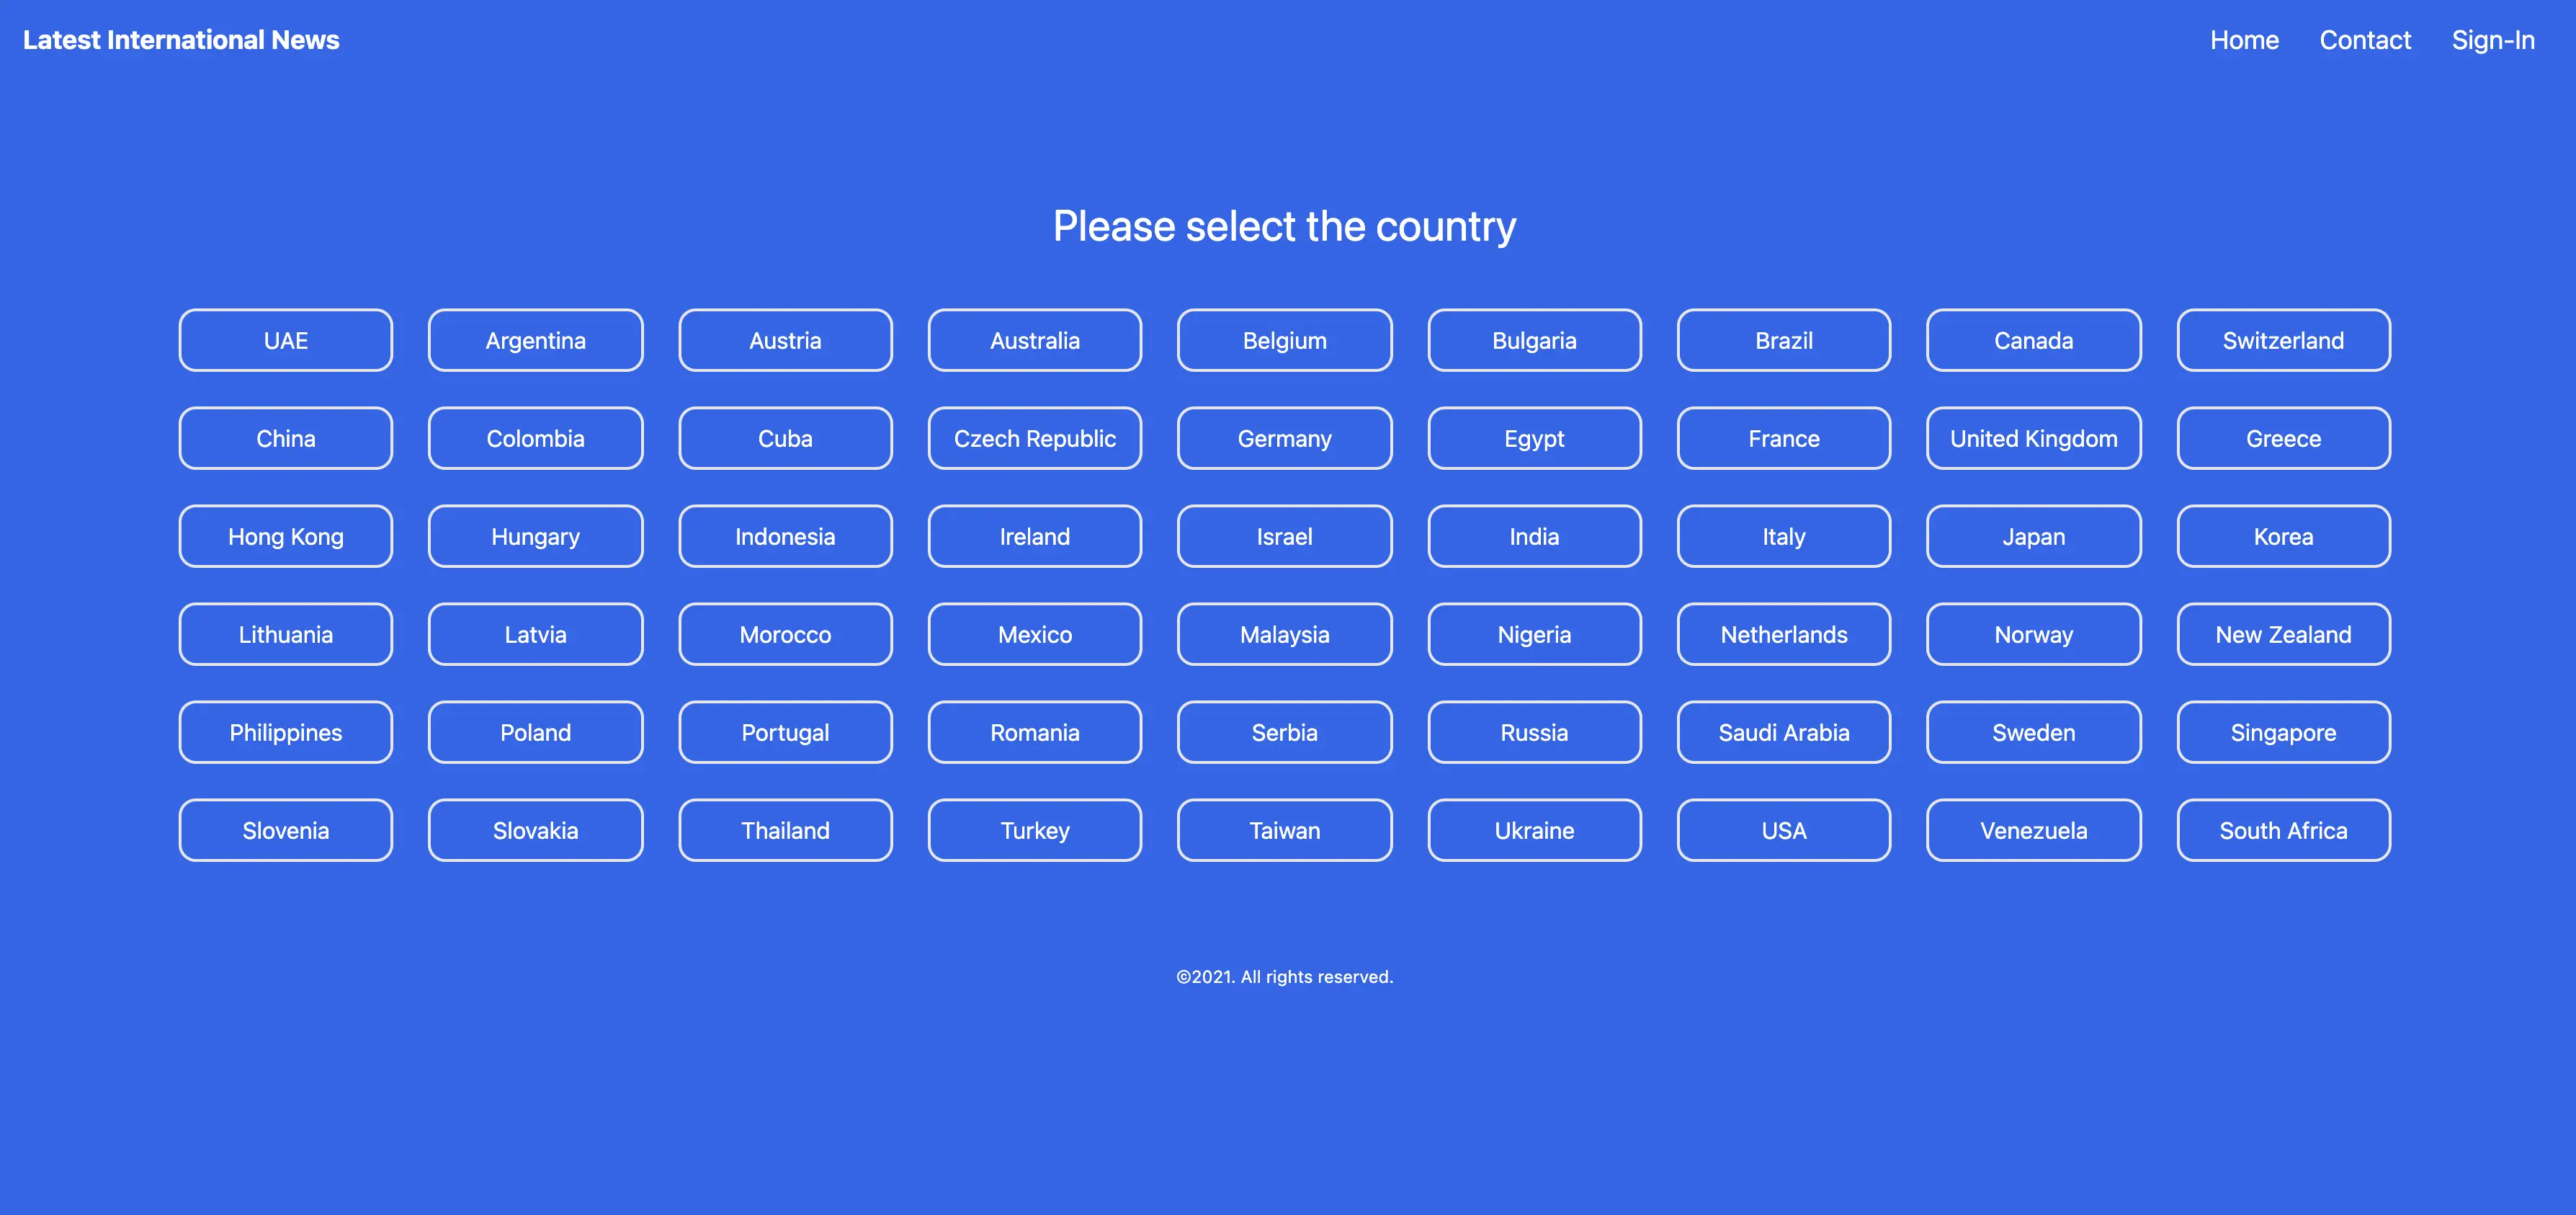 Latest International News Home Contact Sign-In
Please select the country
UAE Argentina Austria Australia Belgium Bulgaria Brazil Canada Switzerland
China Colombia Cuba Czech Republic Germany Egypt France United Kingdom Greece
Hong Kong Hungary Indonesia Ireland Israel India Italy Japan Korea
Lithuania Latvia Morocco Mexico Malaysia Nigeria Netherlands Norway New Zealand
Philippines Poland Portugal Romania Serbia Russia Saudi Arabia Sweden Singapore
Slovenia Slovakia Thailand Turkey Taiwan Ukraine USA Venezuela South Africa
©2021. All rights reserved.